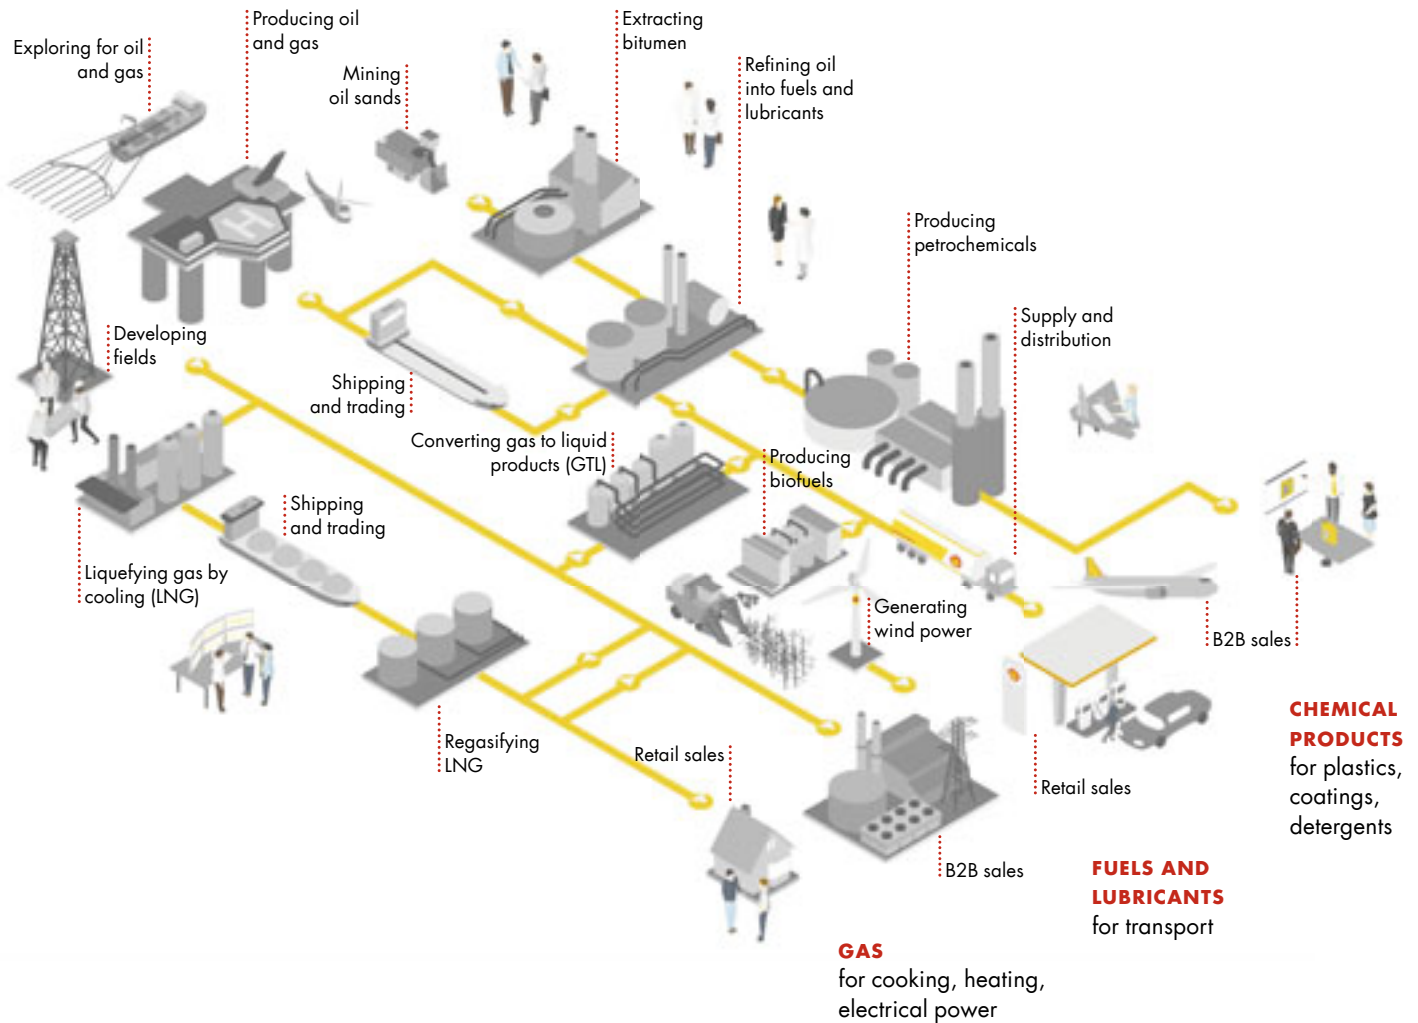 Producing oil
and gas
Exploring for oil
and gas
Mining
oil sands
Extracting
bitumen
Refining oil
into fuels and
lubricants
Producing
petrochemicals
Supply and
distribution
Developing
fields
Shipping
and trading
Converting gas to liquid
products (GTL)
Producing
biofuels
Shipping
and trading
Liquefying gas by
cooling (LNG)
Generating
wind power
B2B sales
Regasifying
LNG
Retail sales
Retail sales
B2B sales
CHEMICAL
PRODUCTS
for plastics,
coatings,
detergents
FUELS AND
LUBRICANTS
for transport
GAS
for cooking, heating,
electrical power
H